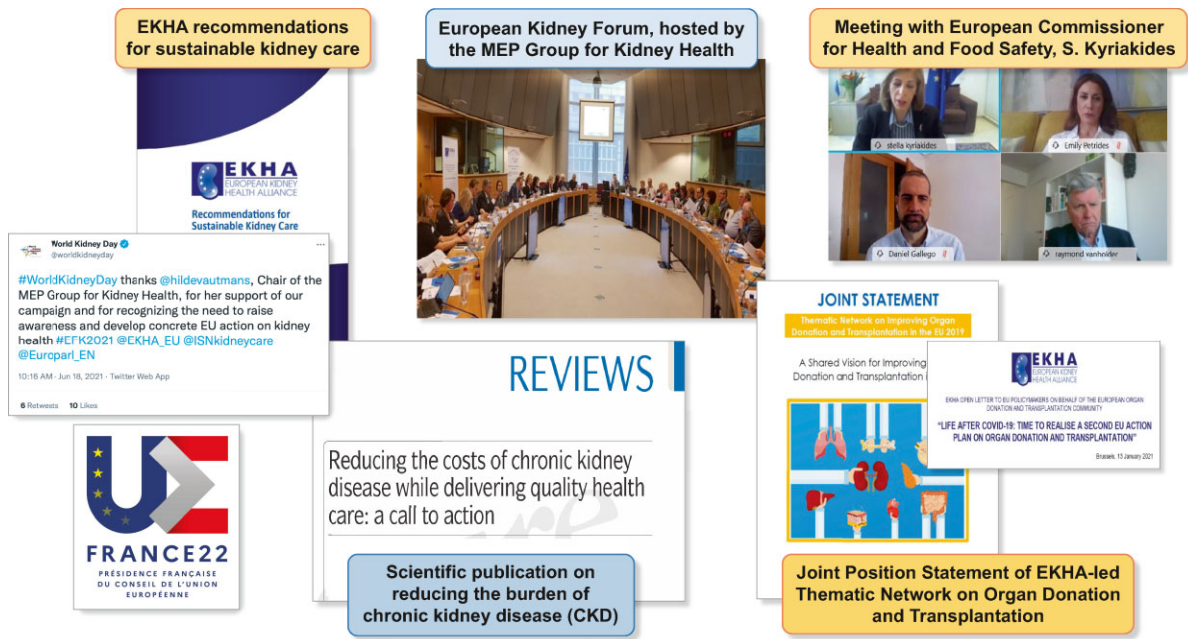 EKHA recommendations
for sustainable kidney care
EKHA
EUROPEAN KIDNEY
HEALTH ALLIANCE
Recommendations for
Sustainable Kidney Care
European Kidney Forum, hosted by
the MEP Group for Kidney Health
Meeting with European Commissioner
for Health and Food Safety, S. Kyriakides
stella kyriakides
Emily Petrides
Daniel Gallego
raymond vanholder
World Kidney Day
@worldkidneyday
#WorldKidneyDay thanks @hildevautmans, Chair of the
MEP Group for Kidney Health, for her support of our
campaign and for recognizing the need to raise
awareness and develop concrete EU action on kidney
health #EFK2021 @EKHA_EU @ISNkidneycare
@Europarl_EN
10:16 AM · Jun 18, 2021 · Twitter Web App
6 Retweets 10 Likes
UE
FRANCE22
PRÉSIDENCE FRANÇAISE
DU CONSEIL DE L'UNION
EUROPÉENNE
REVIEWS
Reducing the costs of chronic kidney
disease while delivering quality health
care: a call to action
Scientific publication on
reducing the burden of
chronic kidney disease (CKD)
JOINT STATEMENT
Thematic Network on Improving Organ
Donation and Transplantation in the EU 2019
A Shared Vision for Improving
Donation and Transplantation i
EKHA
EUROPEAN KIDNEY
HEALTH ALLIANCE
EKHA OPEN LETTER TO EU POLICYMAKERS ON BEHALF OF THE EUROPEAN ORGAN
DONATION AND TRANSPLANTATION COMMUNITY
"LIFE AFTER COVID-19: TIME TO REALISE A SECOND EU ACTION
PLAN ON ORGAN DONATION AND TRANSPLANTATION"
Brussels, 13 January 2021
Joint Position Statement of EKHA-led
Thematic Network on Organ Donation
and Transplantation